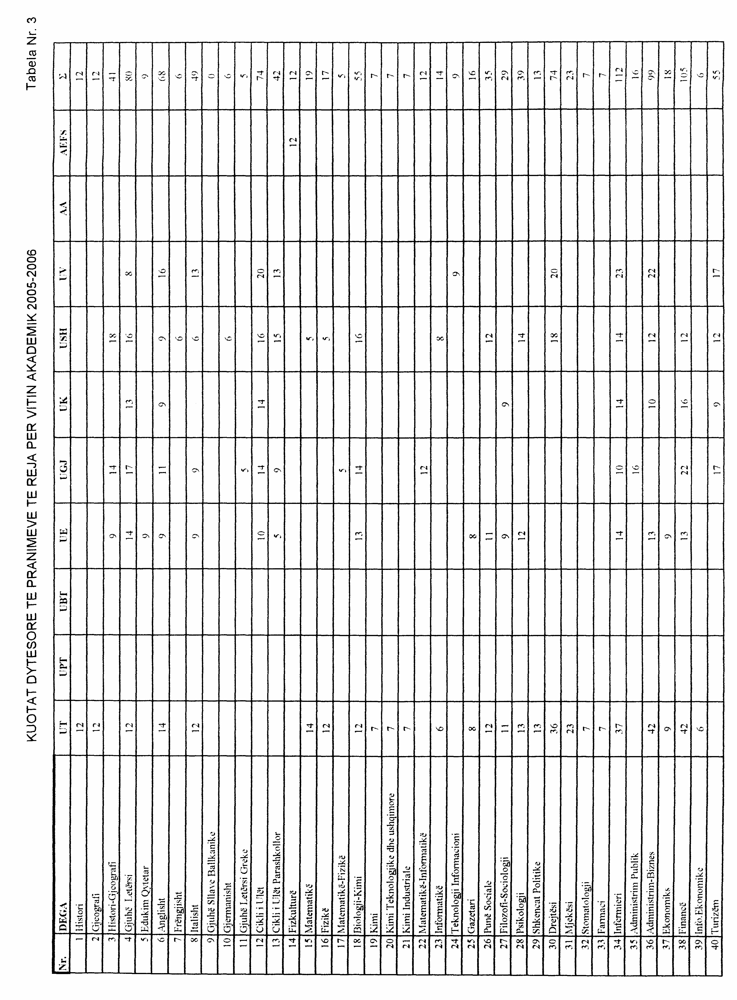 KUOTAT DYTESORE TE PRANIMEVE TE REJA PER VITIN AKADEMIK 2005-2006 Tabela Nr. 3
Nr. DEGA UT UPT UBT UE UGJ UK USH UV AA AEFS Σ
1 Histori 12 12
2 Gjeografi 12 12
3 Histori-Gjeografi 9 14 18 41
4 Gjuhë Letërsi 12 14 17 13 16 8 80
5 Edukim Qytetar 9 9
6 Anglisht 14 9 11 9 9 16 68
7 Frëngjisht 6 6
8 Italisht 12 9 9 6 13 49
9 Gjuhë Sllave Ballkanike 0
10 Gjermanisht 6 6
11 Gjuhë Letërsi Greke 5 5
12 Cikli i Ulët 10 14 14 16 20 74
13 Cikli i Ulët Parashkollor 5 9 15 13 42
14 Fizkulturë 12 12
15 Matematikë 14 5 19
16 Fizikë 12 5 17
17 Matematikë-Fizikë 5 5
18 Biologji-Kimi 12 13 14 16 55
19 Kimi 7 7
20 Kimi Teknologjike dhe ushqimore 7 7
21 Kimi Industriale 7 7
22 Matematikë-Informatikë 12 12
23 Informatikë 6 8 14
24 Teknologji Informacioni 9 9
25 Gazetari 8 8 16
26 Punë Sociale 12 11 12 35
27 Filozofi-Sociologji 11 9 9 29
28 Psikologji 13 12 14 39
29 Shkencat Politike 13 13
30 Drejtësi 36 18 20 74
31 Mjekësi 23 23
32 Stomatologji 7 7
33 Farmaci 7 7
34 Infermieri 37 14 10 14 14 23 112
35 Administrim Publik 16 16
36 Administrim-Biznes 42 13 10 12 22 99
37 Ekonomiks 9 9 18
38 Financë 42 13 22 16 12 105
39 Info.Ekonomike 6 6
40 Turizëm 17 9 12 17 55